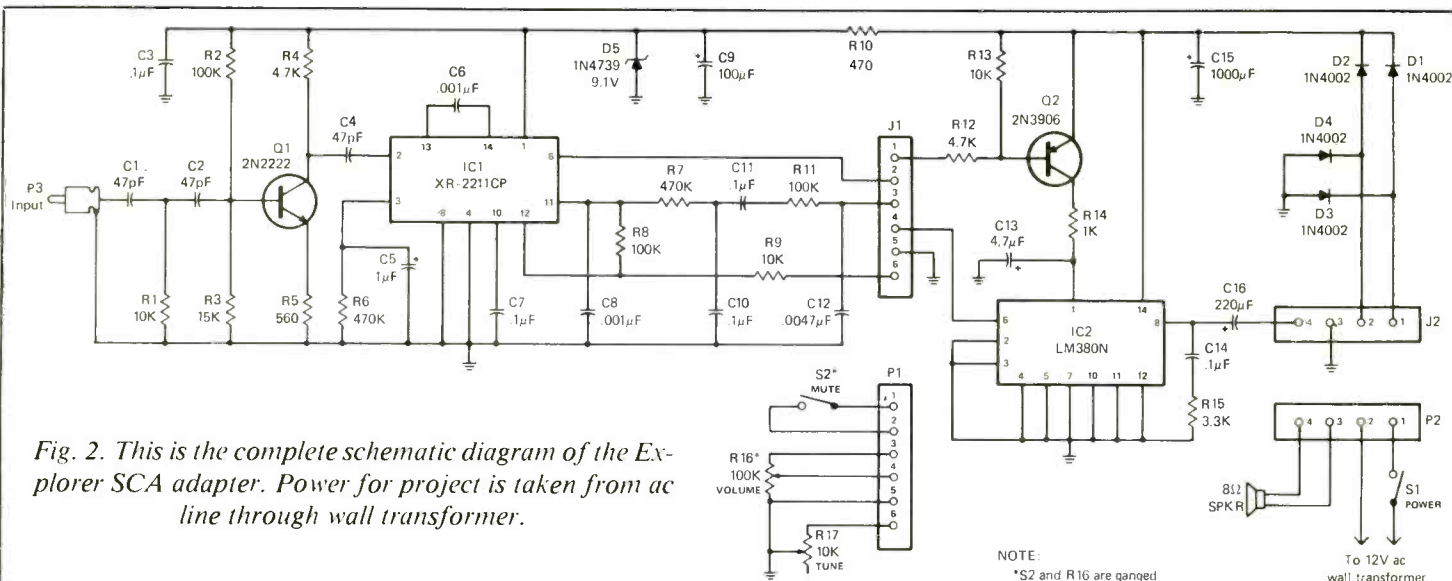 C3
.1µF
R2
100K
R4
4.7K
C6
.001µF
D5
1N4739
9.1V
C9
100µF
R10
470
R13
10K
C15
1000µF
D2
1N4002
D1
1N4002
D4
1N4002
D3
1N4002
P3
Input
C1
47pF
C2
47pF
Q1
2N2222
C4
47pF
13
14
1
2
3
6
11
8
4
10
12
IC1
XR-2211CP
R7
470K
C11
.1µF
R11
100K
R8
100K
R9
10K
J1
1
2
3
4
5
6
R12
4.7K
Q2
2N3906
R14
1K
C13
4.7µF
R1
10K
R3
15K
R5
560
R6
470K
C5
1µF
C7
.1µF
C8
.001µF
C10
.1µF
C12
.0047µF
1
14
6
2
3
8
IC2
LM380N
4
5
7
10
11
12
C16
220µF
C14
.1µF
R15
3.3K
4
3
2
1
J2
S2*
MUTE
P1
1
2
3
4
5
6
R16*
100K
VOLUME
R17
10K
TUNE
4
3
2
1
P2
8Ω
SPKR
S1
POWER
To 12V ac
wall transformer
NOTE:
*S2 and R16 are ganged
Fig. 2. This is the complete schematic diagram of the Ex-
plorer SCA adapter. Power for project is taken from ac
line through wall transformer.